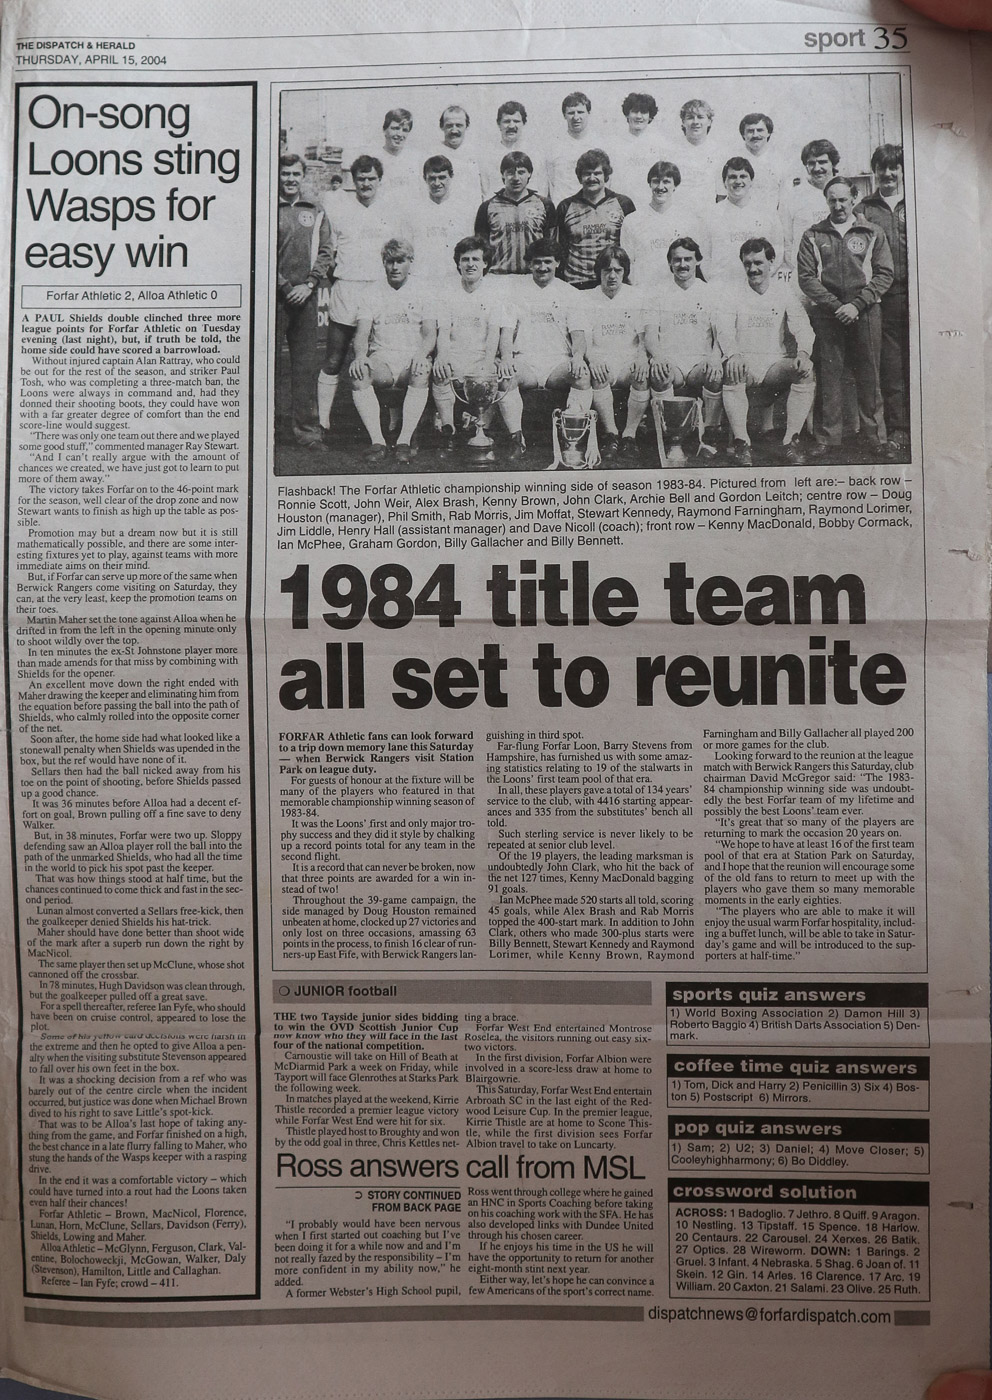 THE DISPATCH & HERALD
THURSDAY, APRIL 15, 2004
sport 35
On-song
Loons sting
Wasps for
easy win
Forfar Athletic 2, Alloa Athletic 0
A PAUL Shields double clinched three more
league points for Forfar Athletic on Tuesday
evening (last night), but, if truth be told, the
home side could have scored a barrowload.
Without injured captain Alan Rattray, who could
be out for the rest of the season, and striker Paul
Tosh, who was completing a three-match ban, the
Loons were always in command and, had they
donned their shooting boots, they could have won
with a far greater degree of comfort than the end
score-line would suggest.
"There was only one team out there and we played
some good stuff," commented manager Ray Stewart.
"And I can't really argue with the amount of
chances we created, we have just got to learn to put
more of them away."
The victory takes Forfar on to the 46-point mark
for the season, well clear of the drop zone and now
Stewart wants to finish as high up the table as pos-
sible.
Promotion may but a dream now but it is still
mathematically possible, and there are some inter-
esting fixtures yet to play, against teams with more
immediate aims on their mind.
But, if Forfar can serve up more of the same when
Berwick Rangers come visiting on Saturday, they
can, at the very least, keep the promotion teams on
their toes.
Martin Maher set the tone against Alloa when he
drifted in from the left in the opening minute only
to shoot wildly over the top.
In ten minutes the ex-St Johnstone player more
than made amends for that miss by combining with
Shields for the opener.
An excellent move down the right ended with
Maher drawing the keeper and eliminating him from
the equation before passing the ball into the path of
Shields, who calmly rolled into the opposite corner
of the net.
Soon after, the home side had what looked like a
stonewall penalty when Shields was upended in the
box, but the ref would have none of it.
Sellars then had the ball nicked away from his
toe on the point of shooting, before Shields passed
up a good chance.
It was 36 minutes before Alloa had a decent ef-
fort on goal, Brown pulling off a fine save to deny
Walker.
But, in 38 minutes, Forfar were two up. Sloppy
defending saw an Alloa player roll the ball into the
path of the unmarked Shields, who had all the time
in the world to pick his spot past the keeper.
That was how things stood at half time, but the
chances continued to come thick and fast in the sec-
ond period.
Lunan almost converted a Sellars free-kick, then
the goalkeeper denied Shields his hat-trick.
Maher should have done better than shoot wide
of the mark after a superb run down the right by
MacNicol.
The same player then set up McClune, whose shot
cannoned off the crossbar.
In 78 minutes, Hugh Davidson was clean through,
but the goalkeeper pulled off a great save.
For a spell thereafter, referee Ian Fyfe, who should
have been on cruise control, appeared to lose the
plot.
Some of his yellow card decisions were harsh in
the extreme and then he opted to give Alloa a pen-
alty when the visiting substitute Stevenson appeared
to fall over his own feet in the box.
It was a shocking decision from a ref who was
barely out of the centre circle when the incident
occurred, but justice was done when Michael Brown
dived to his right to save Little's spot-kick.
That was to be Alloa's last hope of taking any-
thing from the game, and Forfar finished on a high,
the best chance in a late flurry falling to Maher, who
stung the hands of the Wasps keeper with a rasping
drive.
In the end it was a comfortable victory – which
could have turned into a rout had the Loons taken
even half their chances!
Forfar Athletic – Brown, MacNicol, Florence,
Lunan, Horn, McClune, Sellars, Davidson (Ferry),
Shields, Lowing and Maher.
Alloa Athletic – McGlynn, Ferguson, Clark, Val-
entine, Bolochoweckji, McGowan, Walker, Daly
(Stevenson), Hamilton, Little and Callaghan.
Referee – Ian Fyfe; crowd – 411.
Flashback! The Forfar Athletic championship winning side of season 1983-84. Pictured from left are:- back row –
Ronnie Scott, John Weir, Alex Brash, Kenny Brown, John Clark, Archie Bell and Gordon Leitch; centre row – Doug
Houston (manager), Phil Smith, Rab Morris, Jim Moffat, Stewart Kennedy, Raymond Farningham, Raymond Lorimer,
Jim Liddle, Henry Hall (assistant manager) and Dave Nicoll (coach); front row – Kenny MacDonald, Bobby Cormack,
Ian McPhee, Graham Gordon, Billy Gallacher and Billy Bennett.
1984 title team
all set to reunite
FORFAR Athletic fans can look forward
to a trip down memory lane this Saturday
— when Berwick Rangers visit Station
Park on league duty.
For guests of honour at the fixture will be
many of the players who featured in that
memorable championship winning season of
1983-84.
It was the Loons' first and only major tro-
phy success and they did it style by chalking
up a record points total for any team in the
second flight.
It is a record that can never be broken, now
that three points are awarded for a win in-
stead of two!
Throughout the 39-game campaign, the
side managed by Doug Houston remained
unbeaten at home, clocked up 27 victories and
only lost on three occasions, amassing 63
points in the process, to finish 16 clear of run-
ners-up East Fife, with Berwick Rangers lan-
guishing in third spot.
Far-flung Forfar Loon, Barry Stevens from
Hampshire, has furnished us with some amaz-
ing statistics relating to 19 of the stalwarts in
the Loons' first team pool of that era.
In all, these players gave a total of 134 years'
service to the club, with 4416 starting appear-
ances and 335 from the substitutes' bench all
told.
Such sterling service is never likely to be
repeated at senior club level.
Of the 19 players, the leading marksman is
undoubtedly John Clark, who hit the back of
the net 127 times, Kenny MacDonald bagging
91 goals.
Ian McPhee made 520 starts all told, scoring
45 goals, while Alex Brash and Rab Morris
topped the 400-start mark. In addition to John
Clark, others who made 300-plus starts were
Billy Bennett, Stewart Kennedy and Raymond
Lorimer, while Kenny Brown, Raymond
Farningham and Billy Gallacher all played 200
or more games for the club.
Looking forward to the reunion at the league
match with Berwick Rangers this Saturday, club
chairman David McGregor said: "The 1983-
84 championship winning side was undoubt-
edly the best Forfar team of my lifetime and
possibly the best Loons' team ever.
"It's great that so many of the players are
returning to mark the occasion 20 years on.
"We hope to have at least 16 of the first team
pool of that era at Station Park on Saturday,
and I hope that the reunion will encourage some
of the old fans to return to meet up with the
players who gave them so many memorable
moments in the early eighties.
"The players who are able to make it will
enjoy the usual warm Forfar hospitality, includ-
ing a buffet lunch, will be able to take in Satur-
day's game and will be introduced to the sup-
porters at half-time."
JUNIOR football
THE two Tayside junior sides bidding
to win the OVD Scottish Junior Cup
now know who they will face in the last
four of the national competition.
Carnoustie will take on Hill of Beath at
McDiarmid Park a week on Friday, while
Tayport will face Glenrothes at Starks Park
the following week.
In matches played at the weekend, Kirrie
Thistle recorded a premier league victory
while Forfar West End were hit for six.
Thistle played host to Broughty and won
by the odd goal in three, Chris Kettles net-
ting a brace.
Forfar West End entertained Montrose
Roselea, the visitors running out easy six-
two victors.
In the first division, Forfar Albion were
involved in a score-less draw at home to
Blairgowrie.
This Saturday, Forfar West End entertain
Arbroath SC in the last eight of the Red-
wood Leisure Cup. In the premier league,
Kirrie Thistle are at home to Scone This-
tle, while the first division sees Forfar
Albion travel to take on Luncarty.
Ross answers call from MSL
STORY CONTINUED
FROM BACK PAGE
"I probably would have been nervous
when I first started out coaching but I've
been doing it for a while now and and I'm
not really fazed by the responsibility – I'm
more confident in my ability now," he
added.
A former Webster's High School pupil,
Ross went through college where he gained
an HNC in Sports Coaching before taking
on his coaching work with the SFA. He has
also developed links with Dundee United
through his chosen career.
If he enjoys his time in the US he will
have the opportunity to return for another
eight-month stint next year.
Either way, let's hope he can convince a
few Americans of the sport's correct name.
sports quiz answers
1) World Boxing Association 2) Damon Hill 3)
Roberto Baggio 4) British Darts Association 5) Den-
mark.
coffee time quiz answers
1) Tom, Dick and Harry 2) Penicillin 3) Six 4) Bos-
ton 5) Postscript 6) Mirrors.
pop quiz answers
1) Sam; 2) U2; 3) Daniel; 4) Move Closer; 5)
Cooleyhighharmony; 6) Bo Diddley.
crossword solution
ACROSS: 1 Badoglio. 7 Jethro. 8 Quiff. 9 Aragon.
10 Nestling. 13 Tipstaff. 15 Spence. 18 Harlow.
20 Centaurs. 22 Carousel. 24 Xerxes. 26 Batik.
27 Optics. 28 Wireworm. DOWN: 1 Barings. 2
Gruel. 3 Infant. 4 Nebraska. 5 Shag. 6 Joan of. 11
Skein. 12 Gin. 14 Arles. 16 Clarence. 17 Arc. 19
William. 20 Caxton. 21 Salami. 23 Olive. 25 Ruth.
dispatchnews@forfardispatch.com